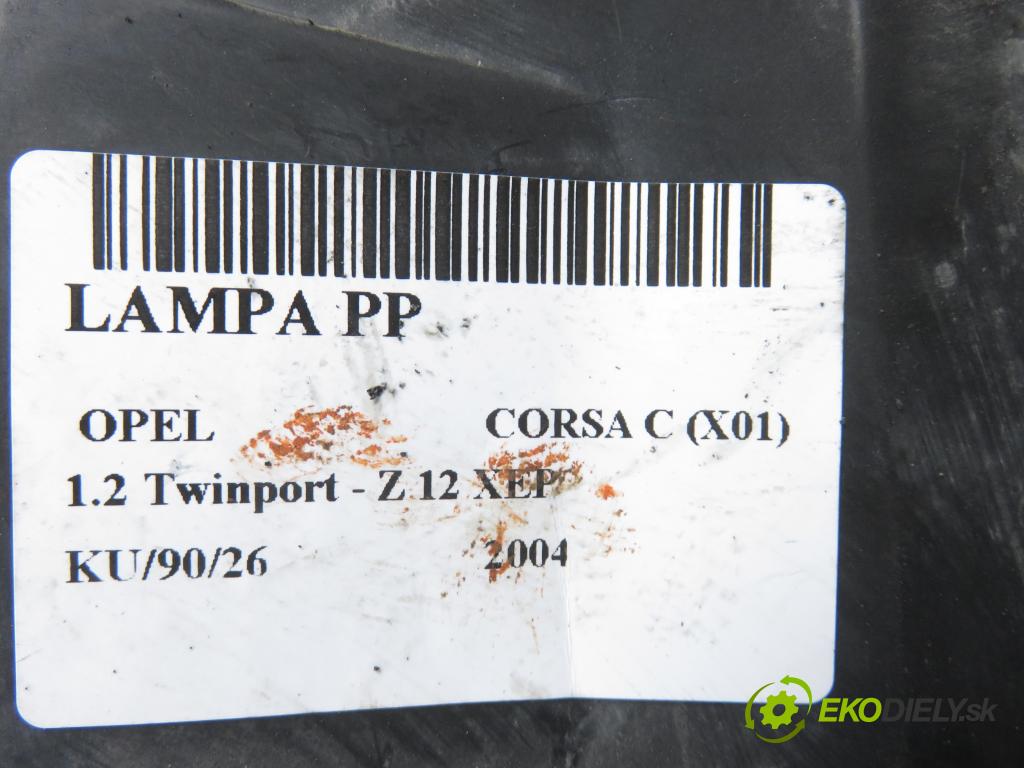 LAMPA PP
OPEL CORSA C (X01)
1.2 Twinport - Z 12 XEP
KU/90/26 2004
EKODIELY.sk